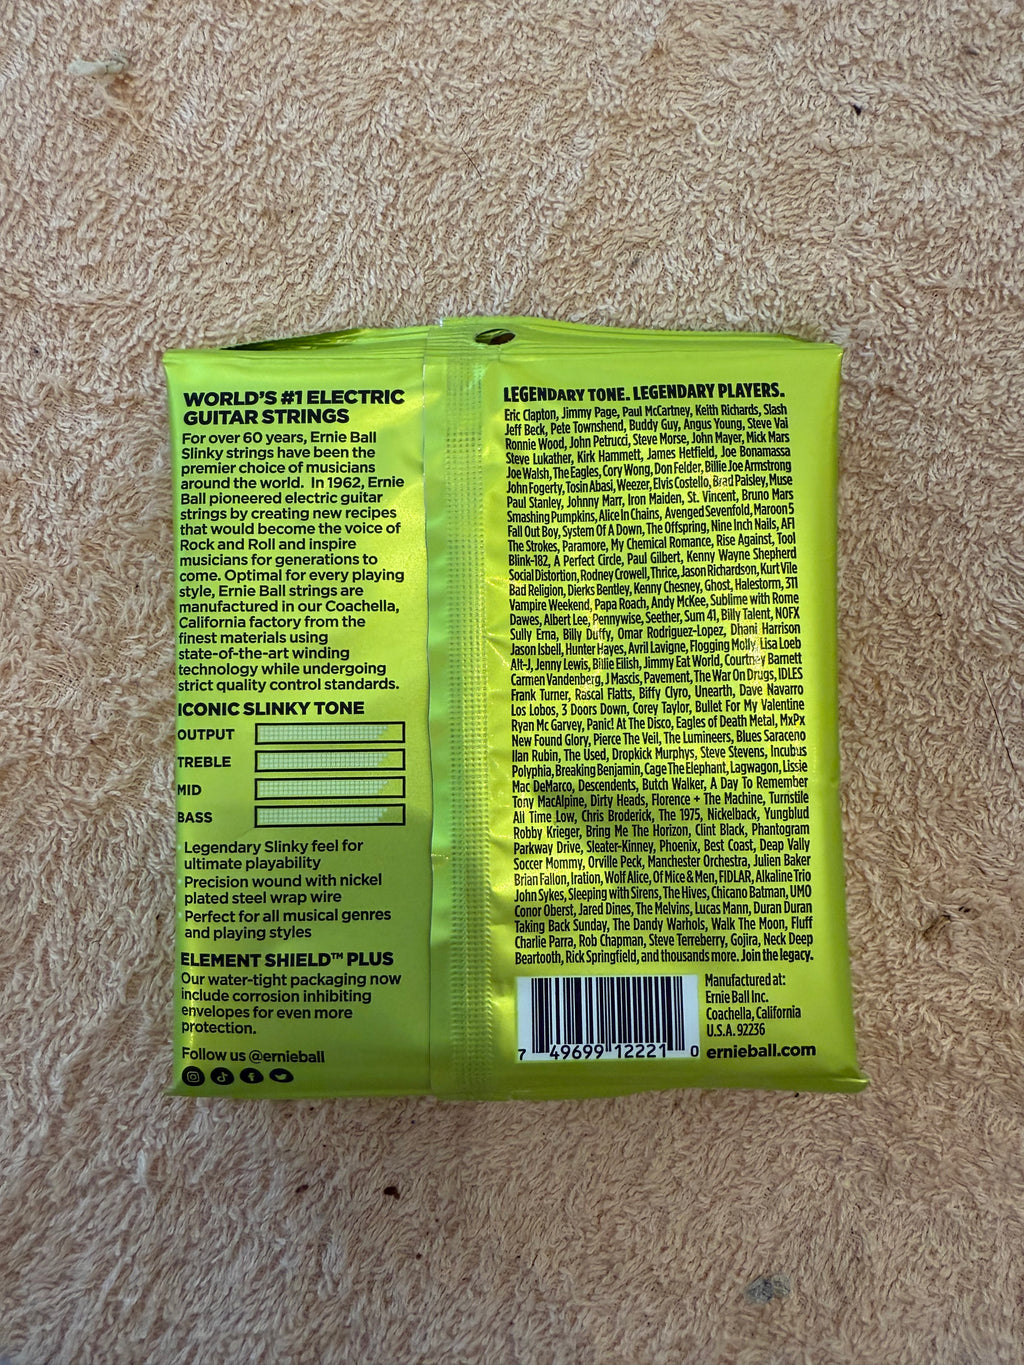 WORLD'S #1 ELECTRIC
GUITAR STRINGS
For over 60 years, Ernie Ball
Slinky strings have been the
premier choice of musicians
around the world. In 1962, Ernie
Ball pioneered electric guitar
strings by creating new recipes
that would become the voice of
Rock and Roll and inspire
musicians for generations to
come. Optimal for every playing
style, Ernie Ball strings are
manufactured in our Coachella,
California factory from the
finest materials using
state-of-the-art winding
technology while undergoing
strict quality control standards.
ICONIC SLINKY TONE
OUTPUT
TREBLE
MID
BASS
Legendary Slinky feel for
ultimate playability
Precision wound with nickel
plated steel wrap wire
Perfect for all musical genres
and playing styles
ELEMENT SHIELD™ PLUS
Our water-tight packaging now
include corrosion inhibiting
envelopes for even more
protection.
Follow us @ernieball
LEGENDARY TONE. LEGENDARY PLAYERS.
Eric Clapton, Jimmy Page, Paul McCartney, Keith Richards, Slash
Jeff Beck, Pete Townshend, Buddy Guy, Angus Young, Steve Vai
Ronnie Wood, John Petrucci, Steve Morse, John Mayer, Mick Mars
Steve Lukather, Kirk Hammett, James Hetfield, Joe Bonamassa
Joe Walsh, The Eagles, Cory Wong, Don Felder, Billie Joe Armstrong
John Fogerty, Tosin Abasi, Weezer, Elvis Costello, Brad Paisley, Muse
Paul Stanley, Johnny Marr, Iron Maiden, St. Vincent, Bruno Mars
Smashing Pumpkins, Alice In Chains, Avenged Sevenfold, Maroon 5
Fall Out Boy, System Of A Down, The Offspring, Nine Inch Nails, AFI
The Strokes, Paramore, My Chemical Romance, Rise Against, Tool
Blink-182, A Perfect Circle, Paul Gilbert, Kenny Wayne Shepherd
Social Distortion, Rodney Crowell, Thrice, Jason Richardson, Kurt Vile
Bad Religion, Dierks Bentley, Kenny Chesney, Ghost, Halestorm, 311
Vampire Weekend, Papa Roach, Andy McKee, Sublime with Rome
Dawes, Albert Lee, Pennywise, Seether, Sum 41, Billy Talent, NOFX
Sully Erna, Billy Duffy, Omar Rodriguez-Lopez, Dhani Harrison
Jason Isbell, Hunter Hayes, Avril Lavigne, Flogging Molly, Lisa Loeb
Alt-J, Jenny Lewis, Billie Eilish, Jimmy Eat World, Courtney Barnett
Carmen Vandenberg, J Mascis, Pavement, The War On Drugs, IDLES
Frank Turner, Rascal Flatts, Biffy Clyro, Unearth, Dave Navarro
Los Lobos, 3 Doors Down, Corey Taylor, Bullet For My Valentine
Ryan Mc Garvey, Panic! At The Disco, Eagles of Death Metal, MxPx
New Found Glory, Pierce The Veil, The Lumineers, Blues Saraceno
Ilan Rubin, The Used, Dropkick Murphys, Steve Stevens, Incubus
Polyphia, Breaking Benjamin, Cage The Elephant, Lagwagon, Lissie
Mac DeMarco, Descendents, Butch Walker, A Day To Remember
Tony MacAlpine, Dirty Heads, Florence + The Machine, Turnstile
All Time Low, Chris Broderick, The 1975, Nickelback, Yungblud
Robby Krieger, Bring Me The Horizon, Clint Black, Phantogram
Parkway Drive, Sleater-Kinney, Phoenix, Best Coast, Deap Vally
Soccer Mommy, Orville Peck, Manchester Orchestra, Julien Baker
Brian Fallon, Iration, Wolf Alice, Of Mice & Men, FIDLAR, Alkaline Trio
John Sykes, Sleeping with Sirens, The Hives, Chicano Batman, UMO
Conor Oberst, Jared Dines, The Melvins, Lucas Mann, Duran Duran
Taking Back Sunday, The Dandy Warhols, Walk The Moon, Fluff
Charlie Parra, Rob Chapman, Steve Terreberry, Gojira, Neck Deep
Beartooth, Rick Springfield, and thousands more. Join the legacy.
7 49699 12221 0
Manufactured at:
Ernie Ball Inc.
Coachella, California
U.S.A. 92236
ernieball.com